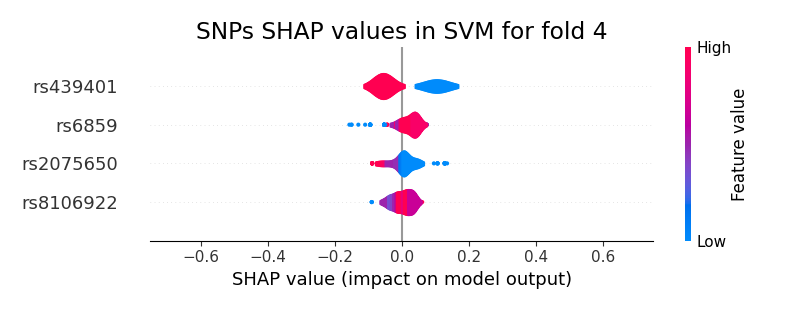 SNPs SHAP values in SVM for fold 4
High
rs439401
rs6859
rs2075650
rs8106922
Feature value
Low
−0.6 −0.4 −0.2 0.0 0.2 0.4 0.6
SHAP value (impact on model output)